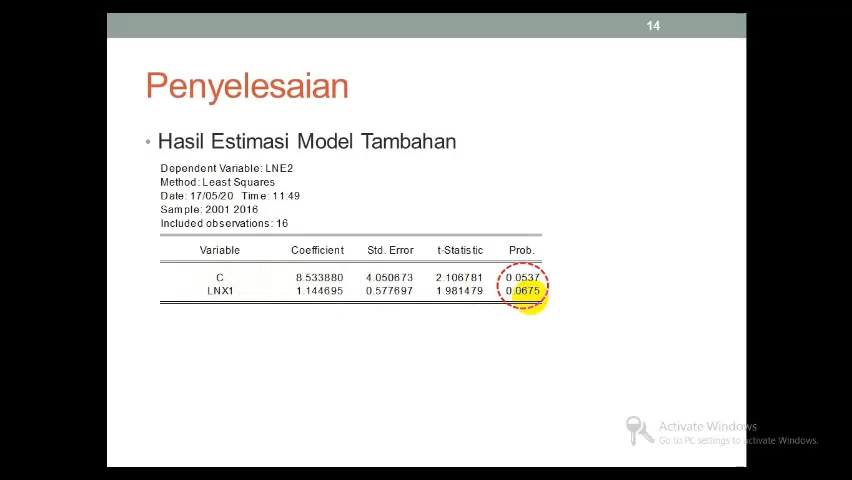 14
Penyelesaian
• Hasil Estimasi Model Tambahan
Dependent Variable: LNE2
Method: Least Squares
Date: 17/05/20 Time: 11:49
Sample: 2001 2016
Included observations: 16
Variable Coefficient Std. Error t-Statistic Prob.
C 8.533880 4.050673 2.106781 0.0537
LNX1 1.144695 0.577697 1.981479 0.0675
Activate Windows
Go to PC settings to activate Windows.